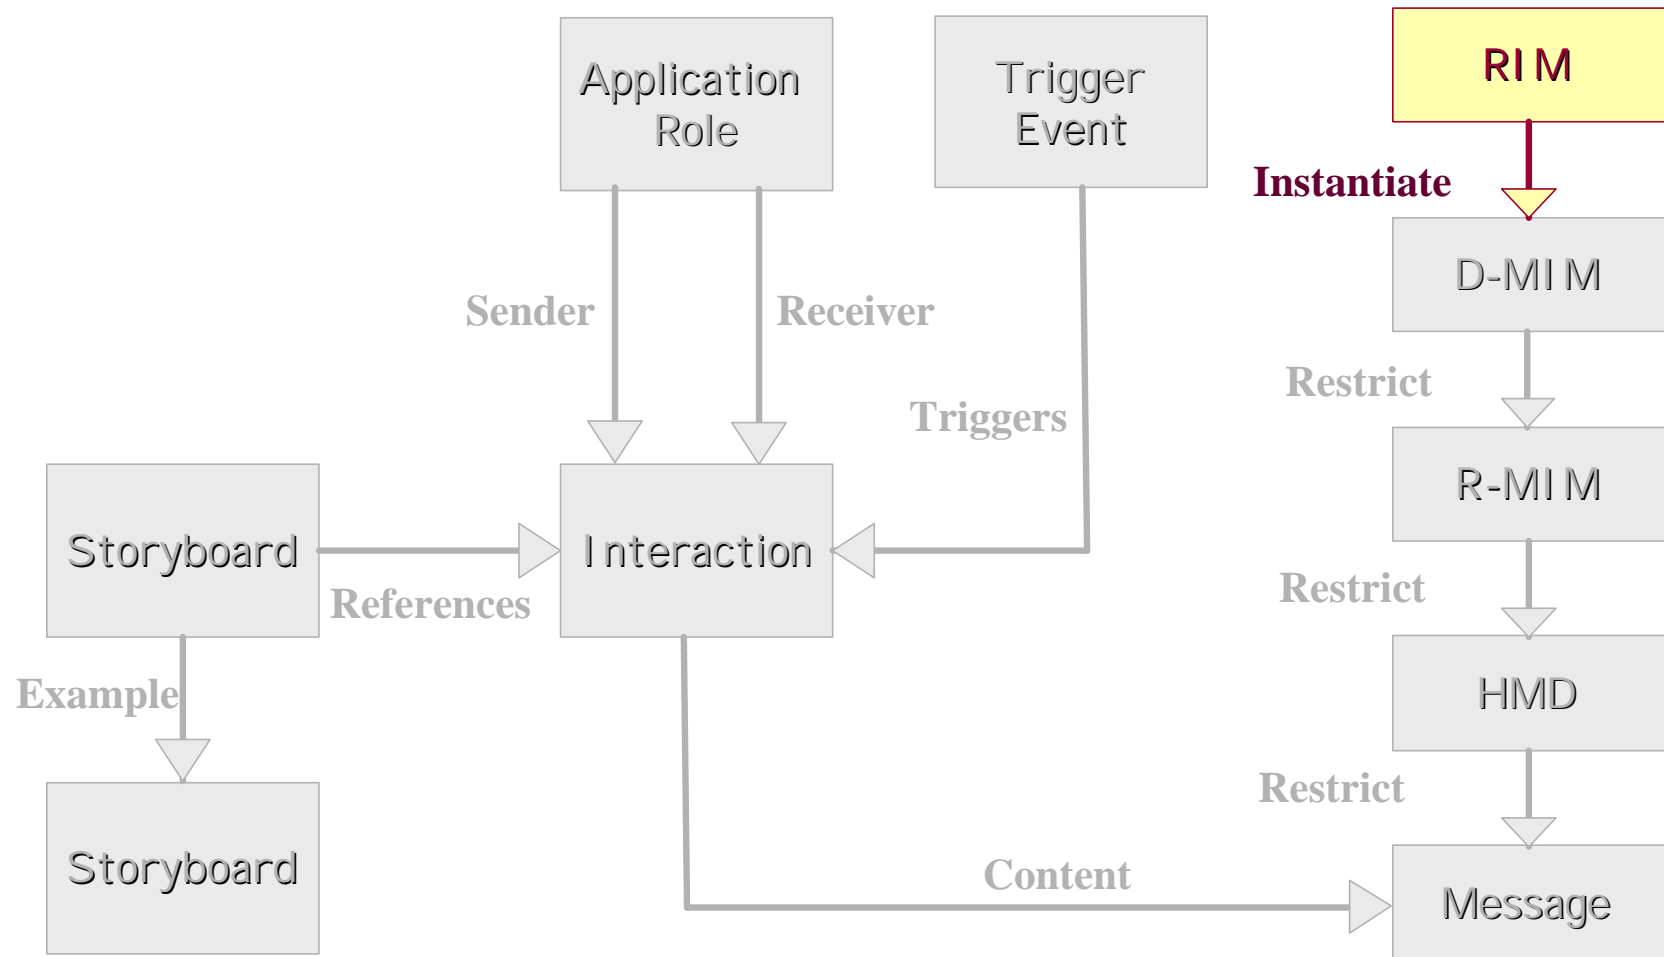 Application
Role
Trigger
Event
RIM
Instantiate
D-MIM
Sender
Receiver
Restrict
Triggers
R-MIM
Storyboard
Interaction
References
Restrict
Example
HMD
Restrict
Storyboard
Content
Message